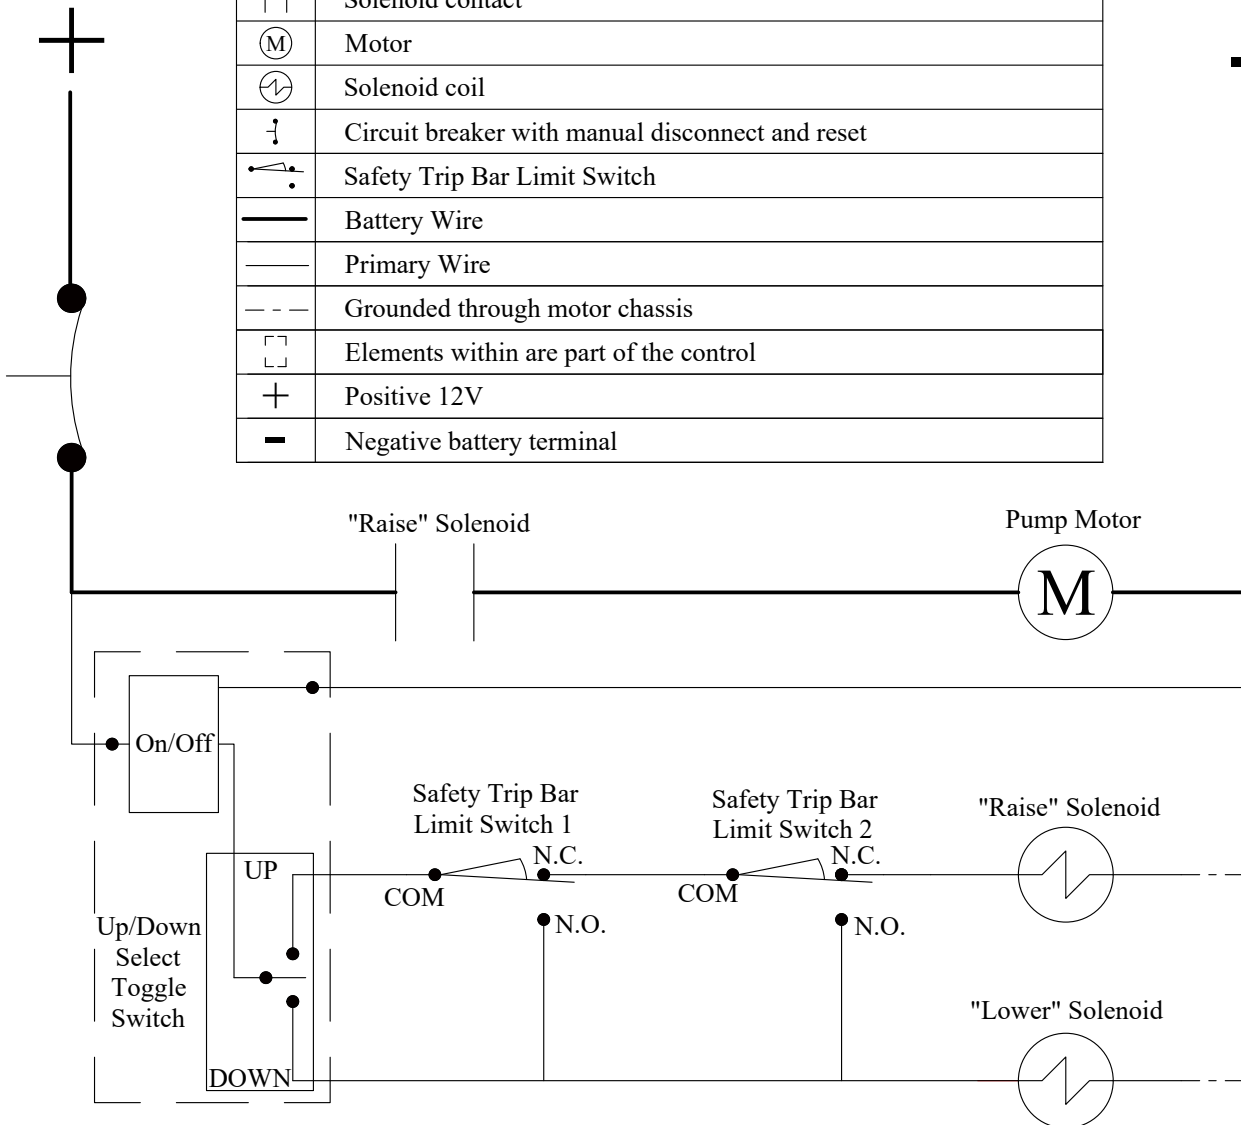 Solenoid contact
M Motor
Solenoid coil
Circuit breaker with manual disconnect and reset
Safety Trip Bar Limit Switch
Battery Wire
Primary Wire
Grounded through motor chassis
Elements within are part of the control
Positive 12V
Negative battery terminal
"Raise" Solenoid
Pump Motor
M
On/Off
Safety Trip Bar
Limit Switch 1
Safety Trip Bar
Limit Switch 2
"Raise" Solenoid
N.C.
N.C.
UP
COM
COM
N.O.
N.O.
Up/Down
Select
Toggle
Switch
"Lower" Solenoid
DOWN